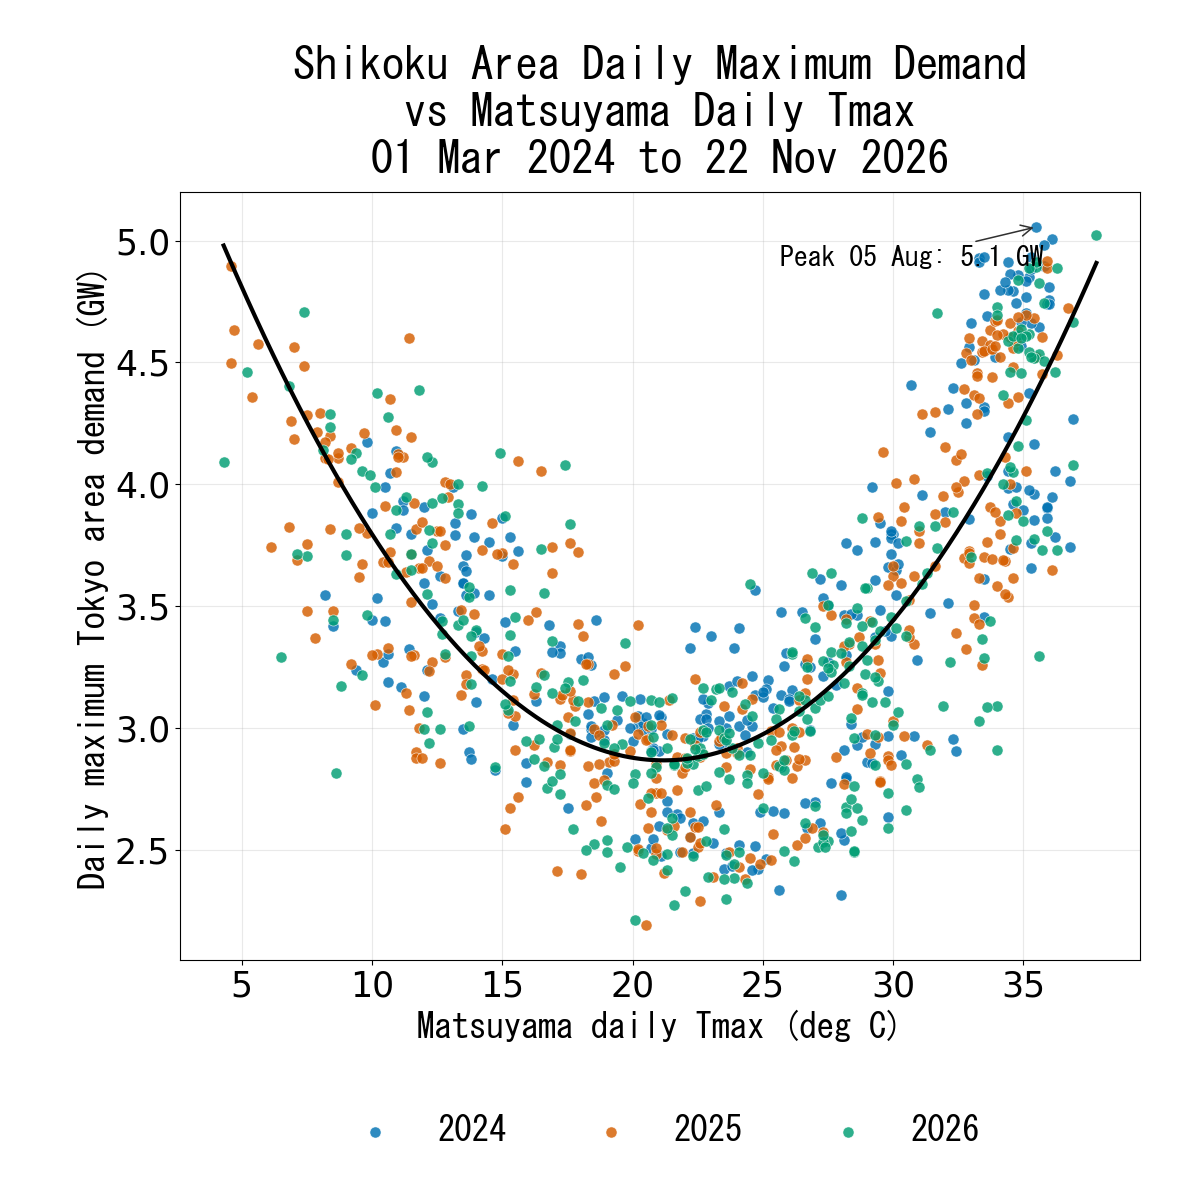 Shikoku Area Daily Maximum Demand
vs Matsuyama Daily Tmax
01 Mar 2024 to 22 Nov 2026
Daily maximum Tokyo area demand (GW)
5.0
4.5
4.0
3.5
3.0
2.5
Peak 05 Aug: 5.1 GW
5 10 15 20 25 30 35
Matsuyama daily Tmax (deg C)
2024 2025 2026